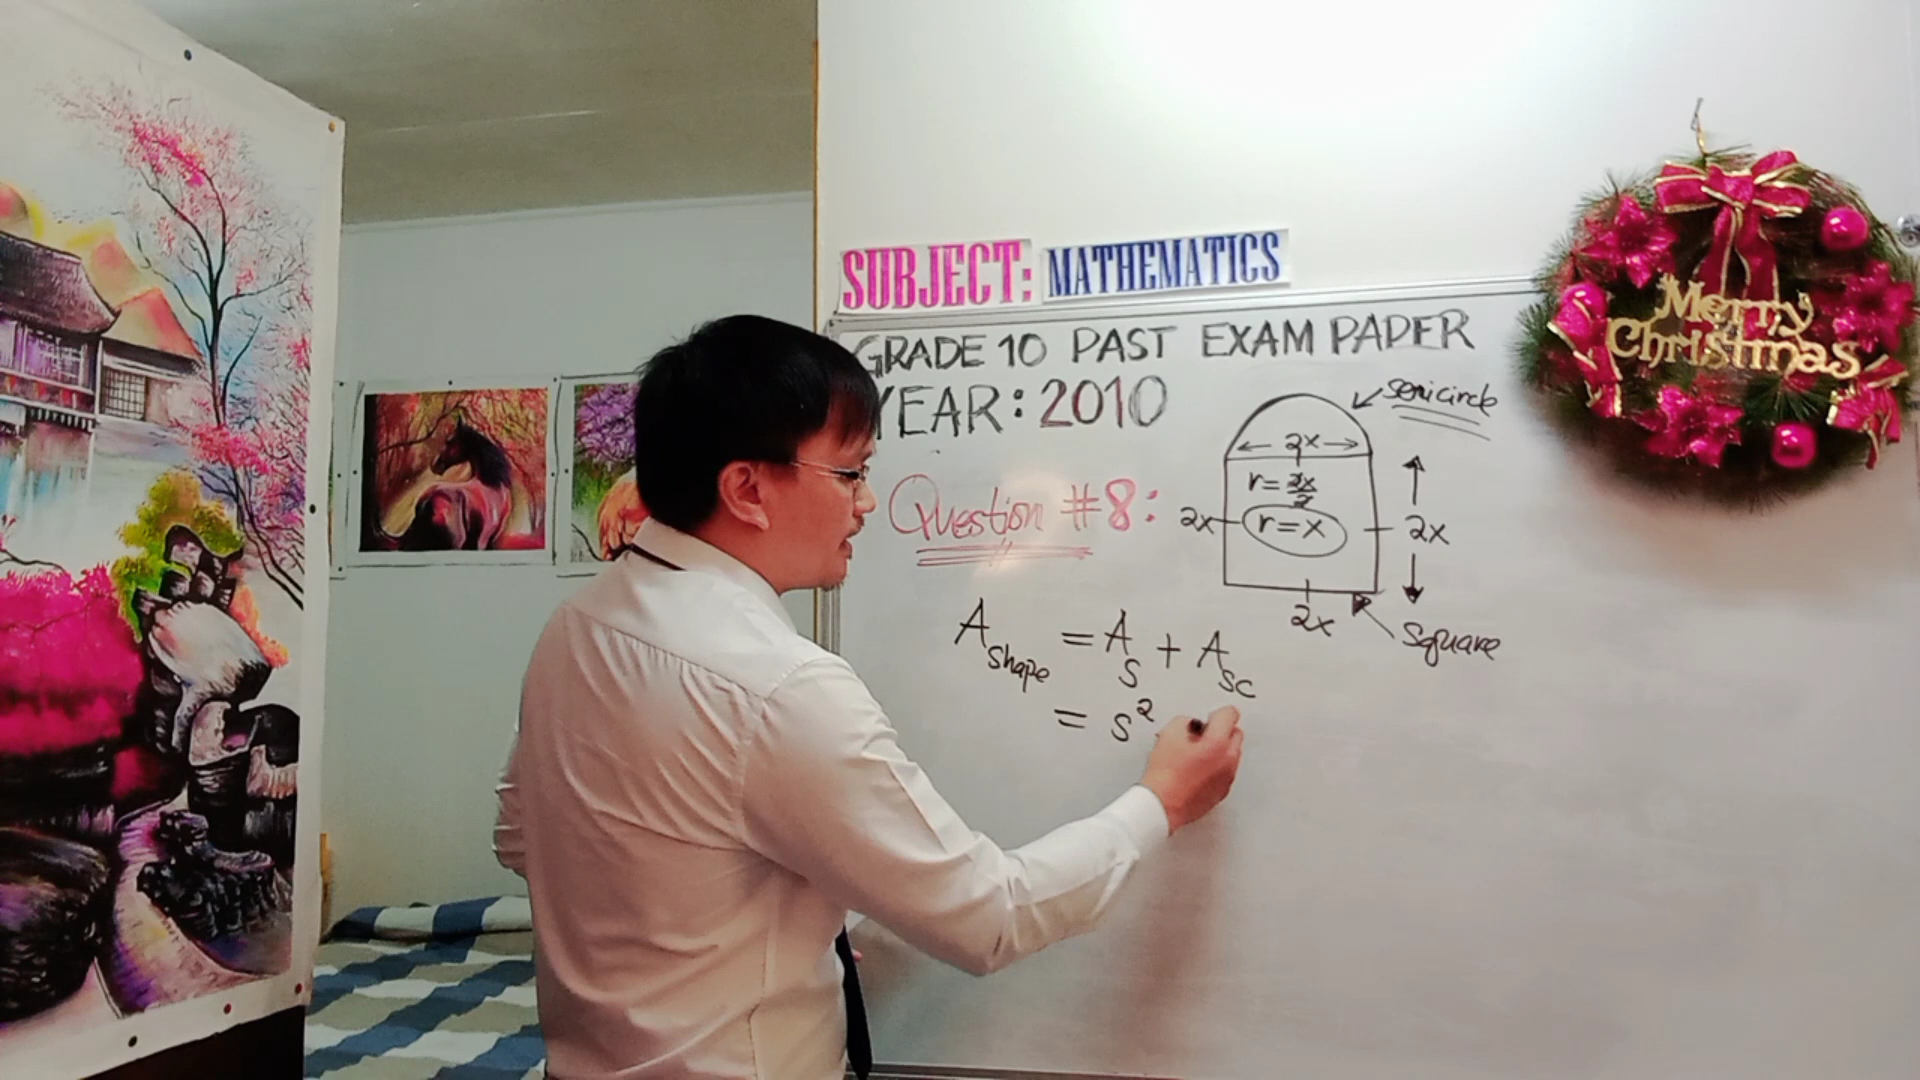 SUBJECT: MATHEMATICS
Merry
Christmas
GRADE 10 PAST EXAM PAPER
YEAR: 2010
semicircle
2x
r = 2x/2
Question #8:
2x
r = x
2x
2x
Square
A shape = A s + A sc
= s²